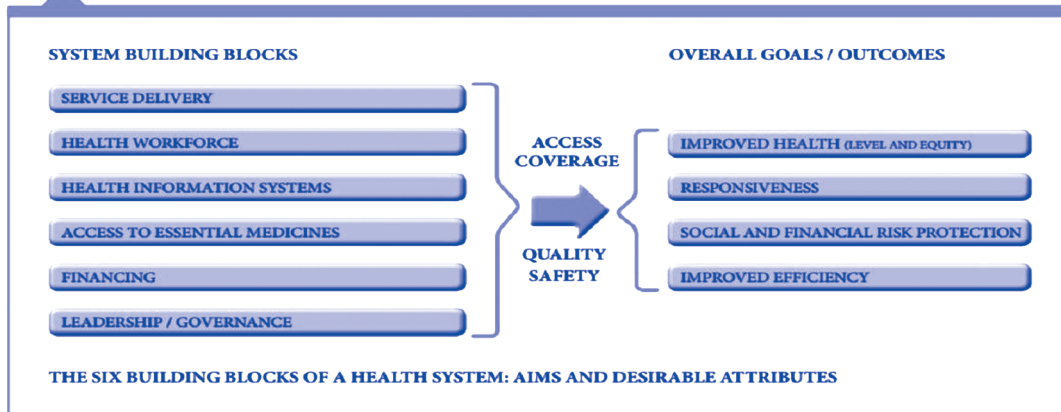 SYSTEM BUILDING BLOCKS
SERVICE DELIVERY
HEALTH WORKFORCE
HEALTH INFORMATION SYSTEMS
ACCESS TO ESSENTIAL MEDICINES
FINANCING
LEADERSHIP / GOVERNANCE
ACCESS
COVERAGE
QUALITY
SAFETY
OVERALL GOALS / OUTCOMES
IMPROVED HEALTH (LEVEL AND EQUITY)
RESPONSIVENESS
SOCIAL AND FINANCIAL RISK PROTECTION
IMPROVED EFFICIENCY
THE SIX BUILDING BLOCKS OF A HEALTH SYSTEM: AIMS AND DESIRABLE ATTRIBUTES